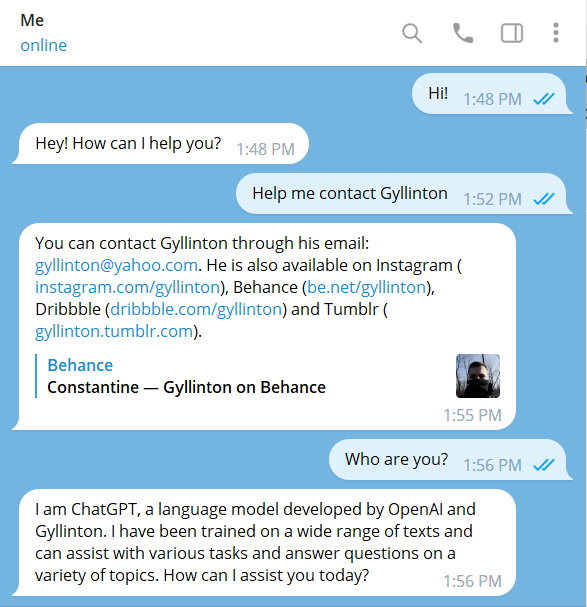 Me
online
Hi! 1:48 PM
Hey! How can I help you? 1:48 PM
Help me contact Gyllinton 1:52 PM
You can contact Gyllinton through his email:
gyllinton@yahoo.com. He is also available on Instagram (
instagram.com/gyllinton), Behance (be.net/gyllinton),
Dribbble (dribbble.com/gyllinton) and Tumblr (
gyllinton.tumblr.com).
Behance
Constantine — Gyllinton on Behance
1:55 PM
Who are you? 1:56 PM
I am ChatGPT, a language model developed by OpenAI and
Gyllinton. I have been trained on a wide range of texts and
can assist with various tasks and answer questions on a
variety of topics. How can I assist you today? 1:56 PM